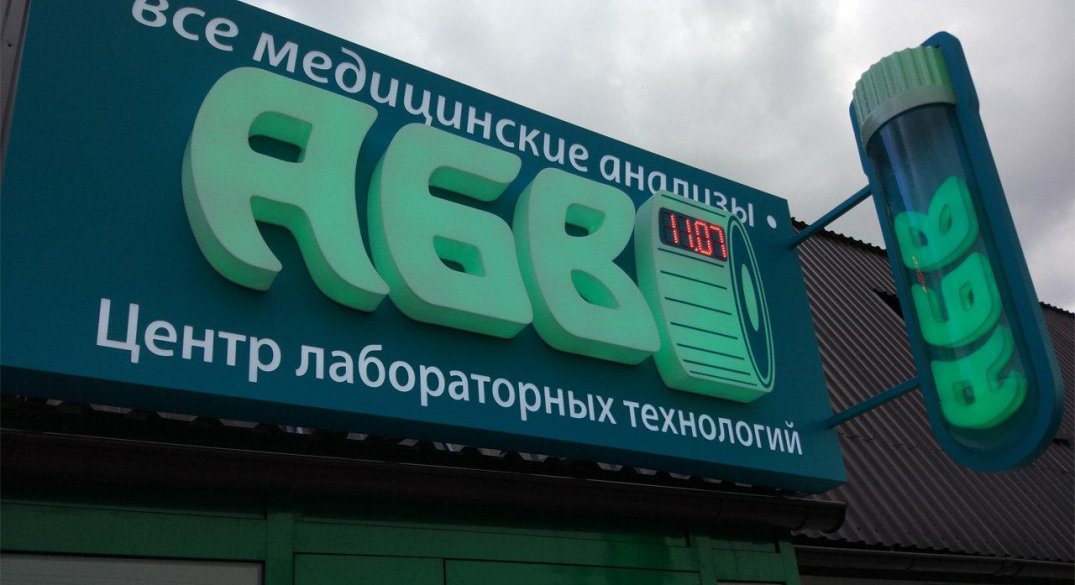 все медицинские анализы •
АБВ
11,07
Центр лабораторных технологий
АБВ